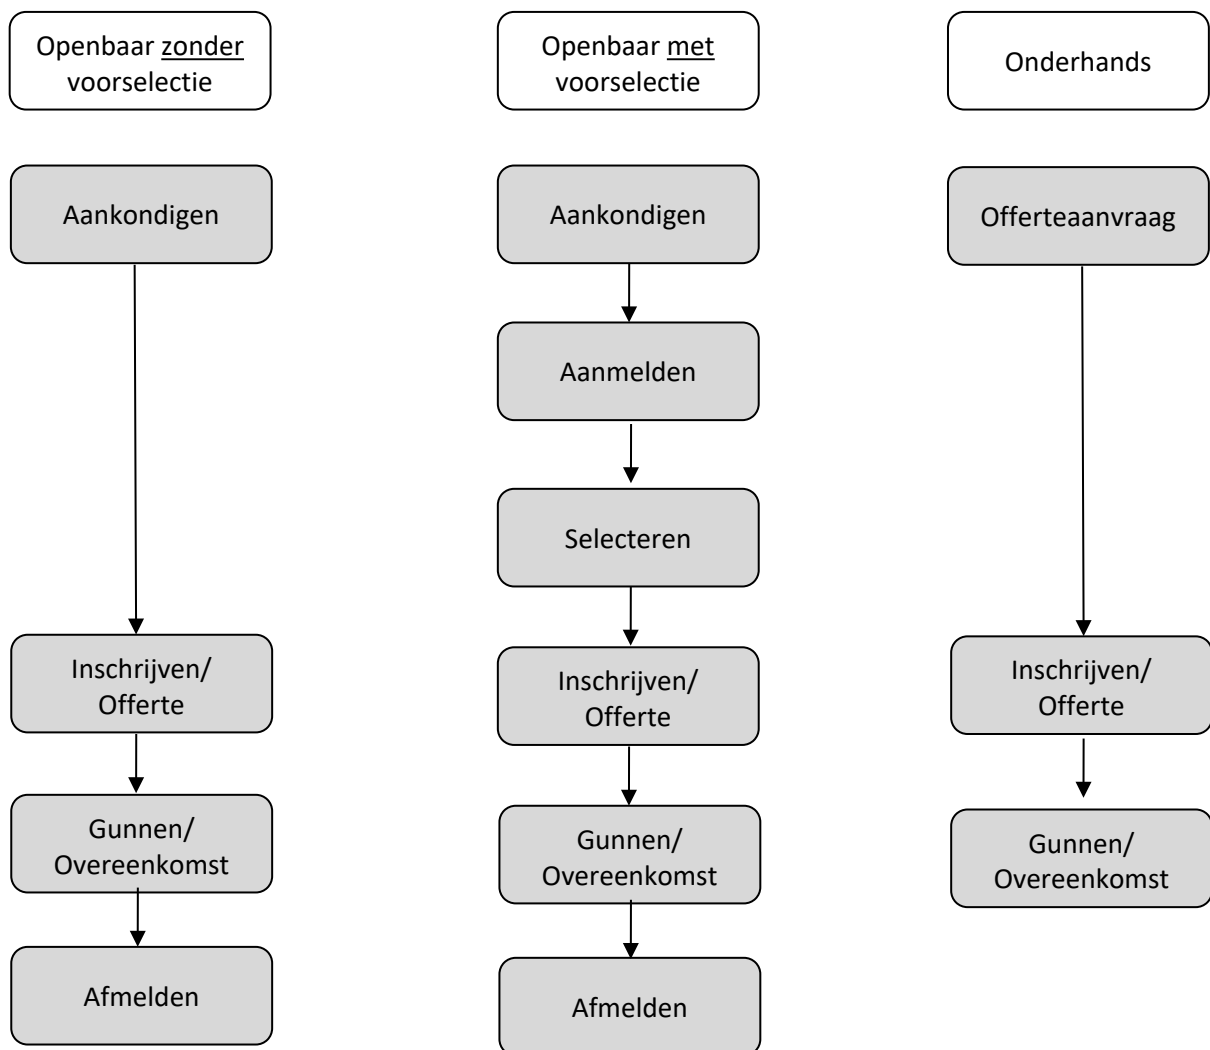 Openbaar zonder
voorselectie
Aankondigen
Inschrijven/
Offerte
Gunnen/
Overeenkomst
Afmelden
Openbaar met
voorselectie
Aankondigen
Aanmelden
Selecteren
Inschrijven/
Offerte
Gunnen/
Overeenkomst
Afmelden
Onderhands
Offerteaanvraag
Inschrijven/
Offerte
Gunnen/
Overeenkomst